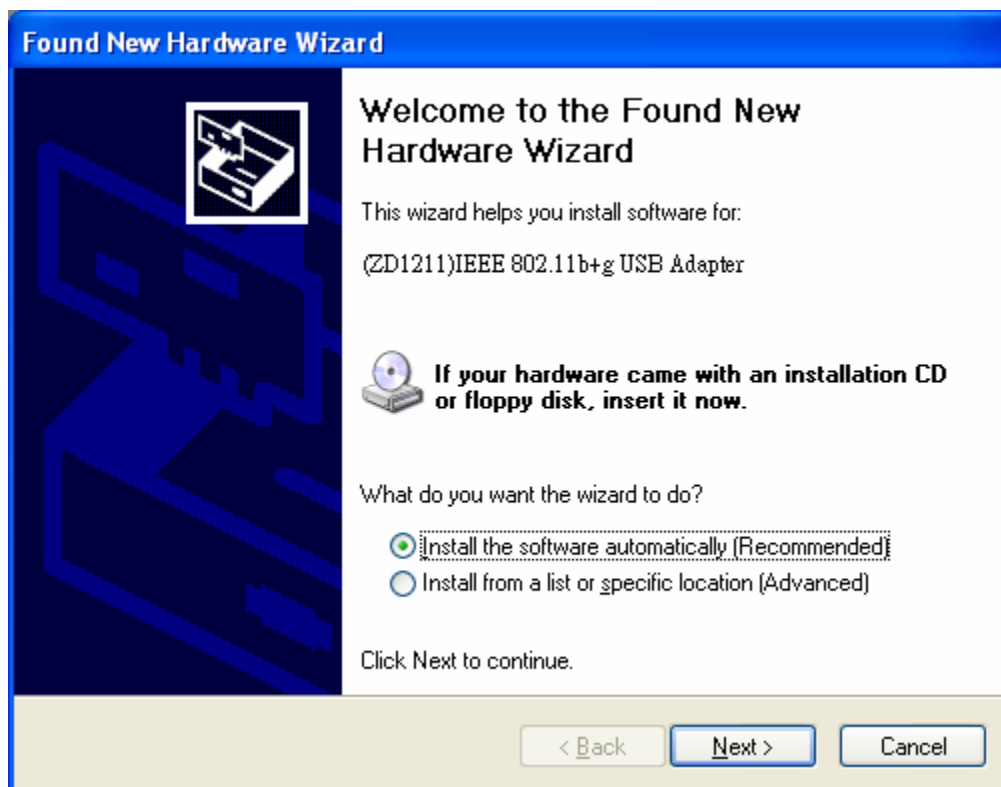 Found New Hardware Wizard
Welcome to the Found New
Hardware Wizard
This wizard helps you install software for:
(ZD1211)IEEE 802.11b+g USB Adapter
If your hardware came with an installation CD
or floppy disk, insert it now.
What do you want the wizard to do?
Install the software automatically (Recommended)
Install from a list or specific location (Advanced)
Click Next to continue.
< Back Next > Cancel